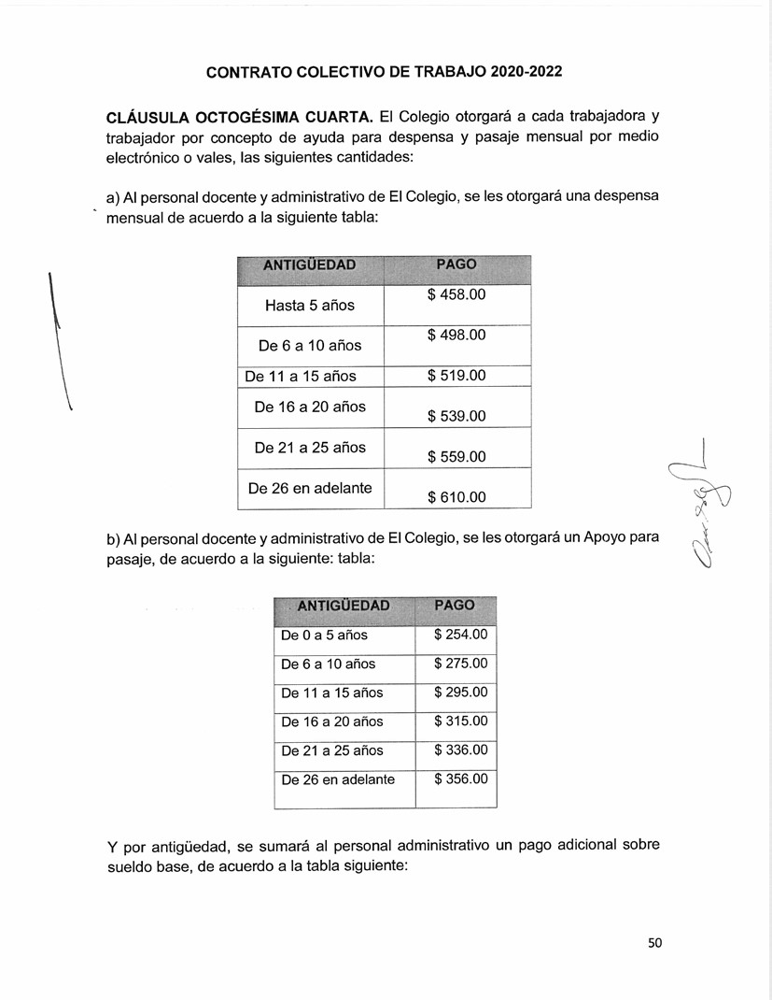 CONTRATO COLECTIVO DE TRABAJO 2020-2022
CLÁUSULA OCTOGÉSIMA CUARTA. El Colegio otorgará a cada trabajadora y
trabajador por concepto de ayuda para despensa y pasaje mensual por medio
electrónico o vales, las siguientes cantidades:
a) Al personal docente y administrativo de El Colegio, se les otorgará una despensa
mensual de acuerdo a la siguiente tabla:
ANTIGÜEDAD PAGO
Hasta 5 años $ 458.00
De 6 a 10 años $ 498.00
De 11 a 15 años $ 519.00
De 16 a 20 años $ 539.00
De 21 a 25 años $ 559.00
De 26 en adelante $ 610.00
b) Al personal docente y administrativo de El Colegio, se les otorgará un Apoyo para
pasaje, de acuerdo a la siguiente: tabla:
ANTIGÜEDAD PAGO
De 0 a 5 años $ 254.00
De 6 a 10 años $ 275.00
De 11 a 15 años $ 295.00
De 16 a 20 años $ 315.00
De 21 a 25 años $ 336.00
De 26 en adelante $ 356.00
Y por antigüedad, se sumará al personal administrativo un pago adicional sobre
sueldo base, de acuerdo a la tabla siguiente:
50